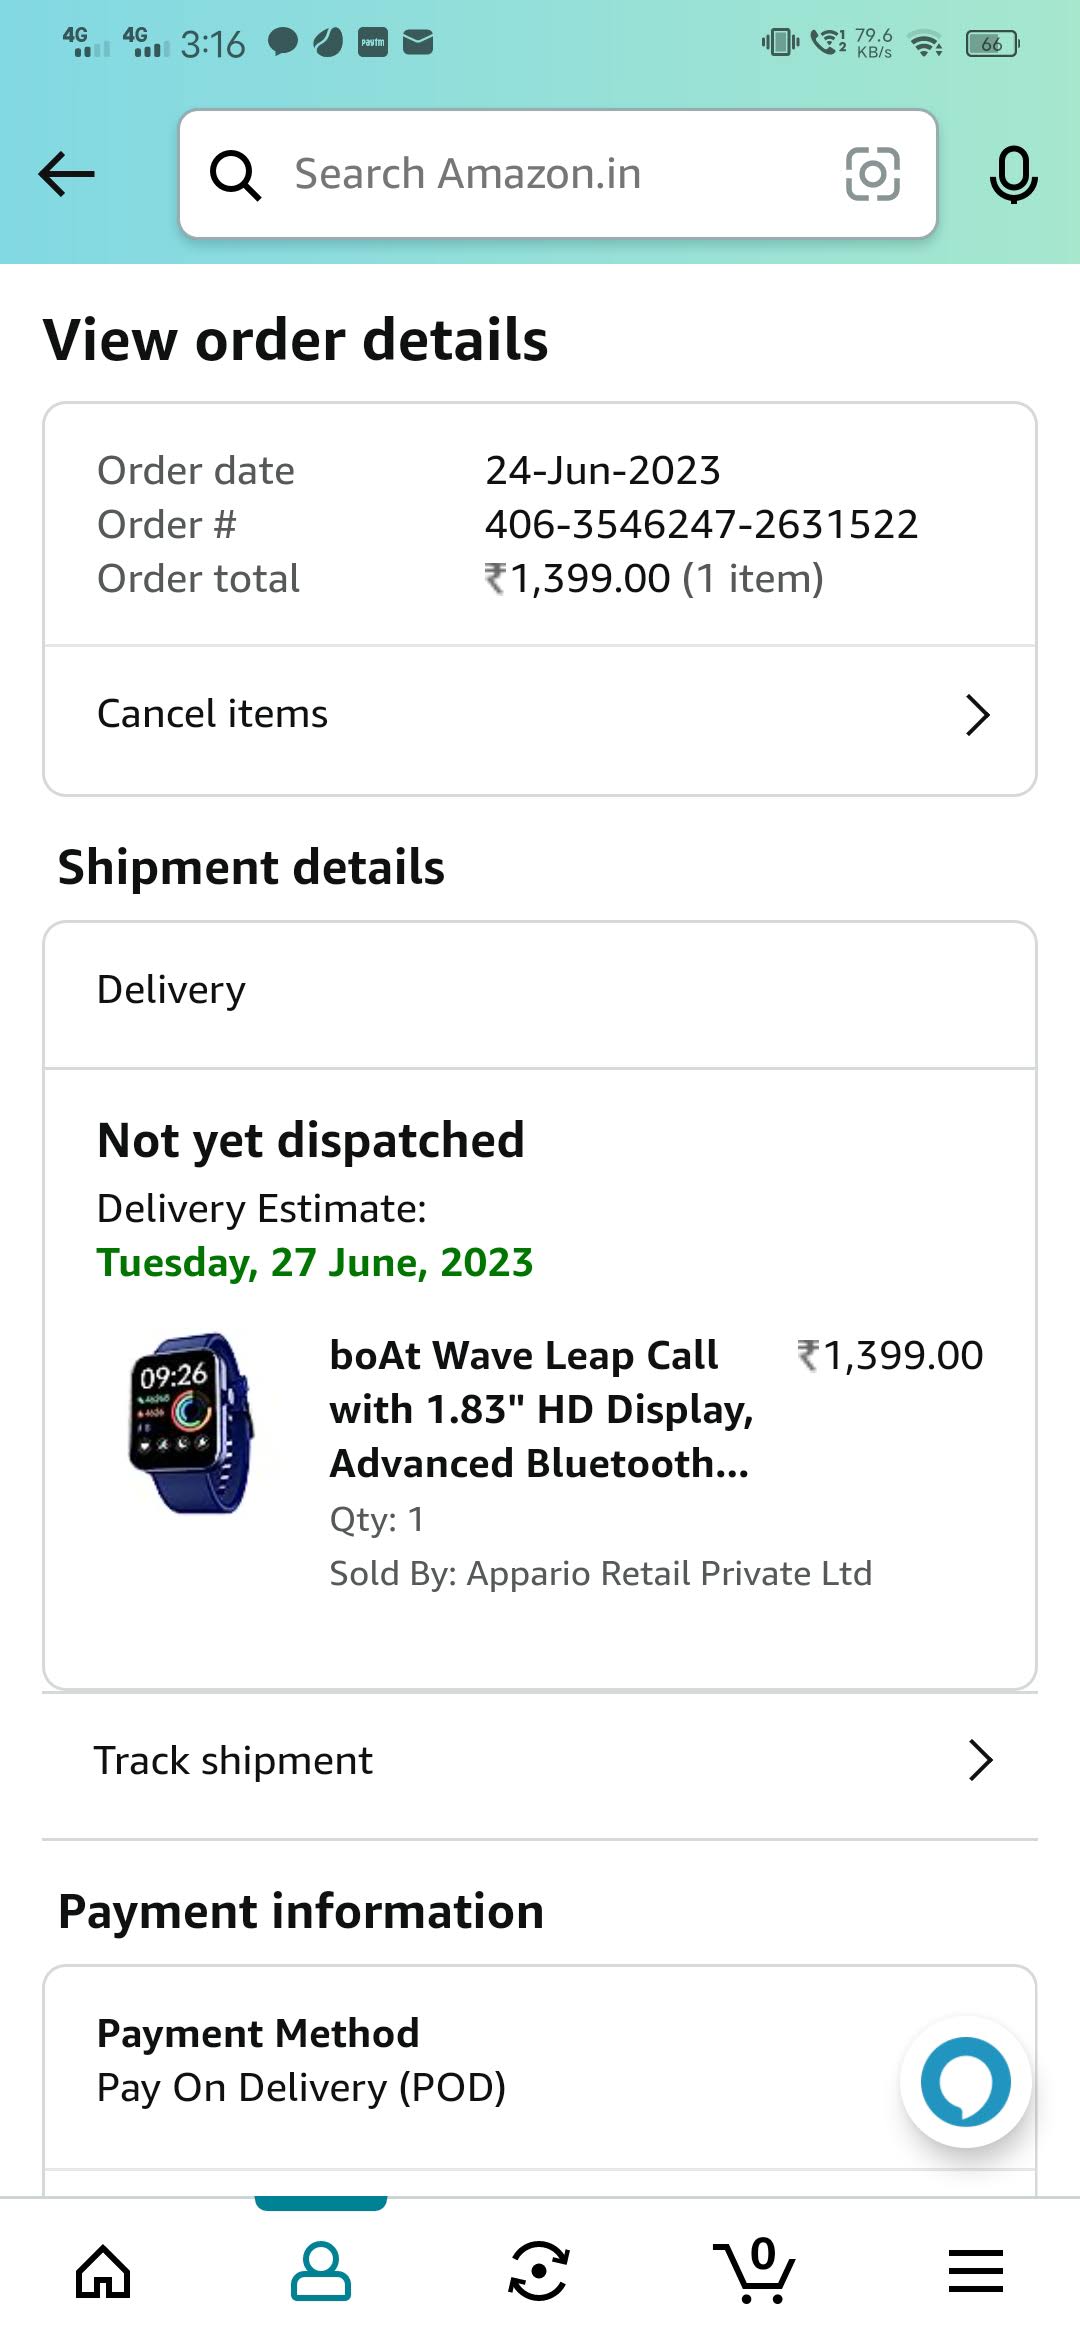 4G 4G 3:16 Paytm 1 2 79.6 KB/s 66
Search Amazon.in
View order details
Order date 24-Jun-2023
Order # 406-3546247-2631522
Order total ₹1,399.00 (1 item)
Cancel items
Shipment details
Delivery
Not yet dispatched
Delivery Estimate:
Tuesday, 27 June, 2023
09:26
boAt Wave Leap Call ₹1,399.00
with 1.83" HD Display,
Advanced Bluetooth...
Qty: 1
Sold By: Appario Retail Private Ltd
Track shipment
Payment information
Payment Method
Pay On Delivery (POD)
0